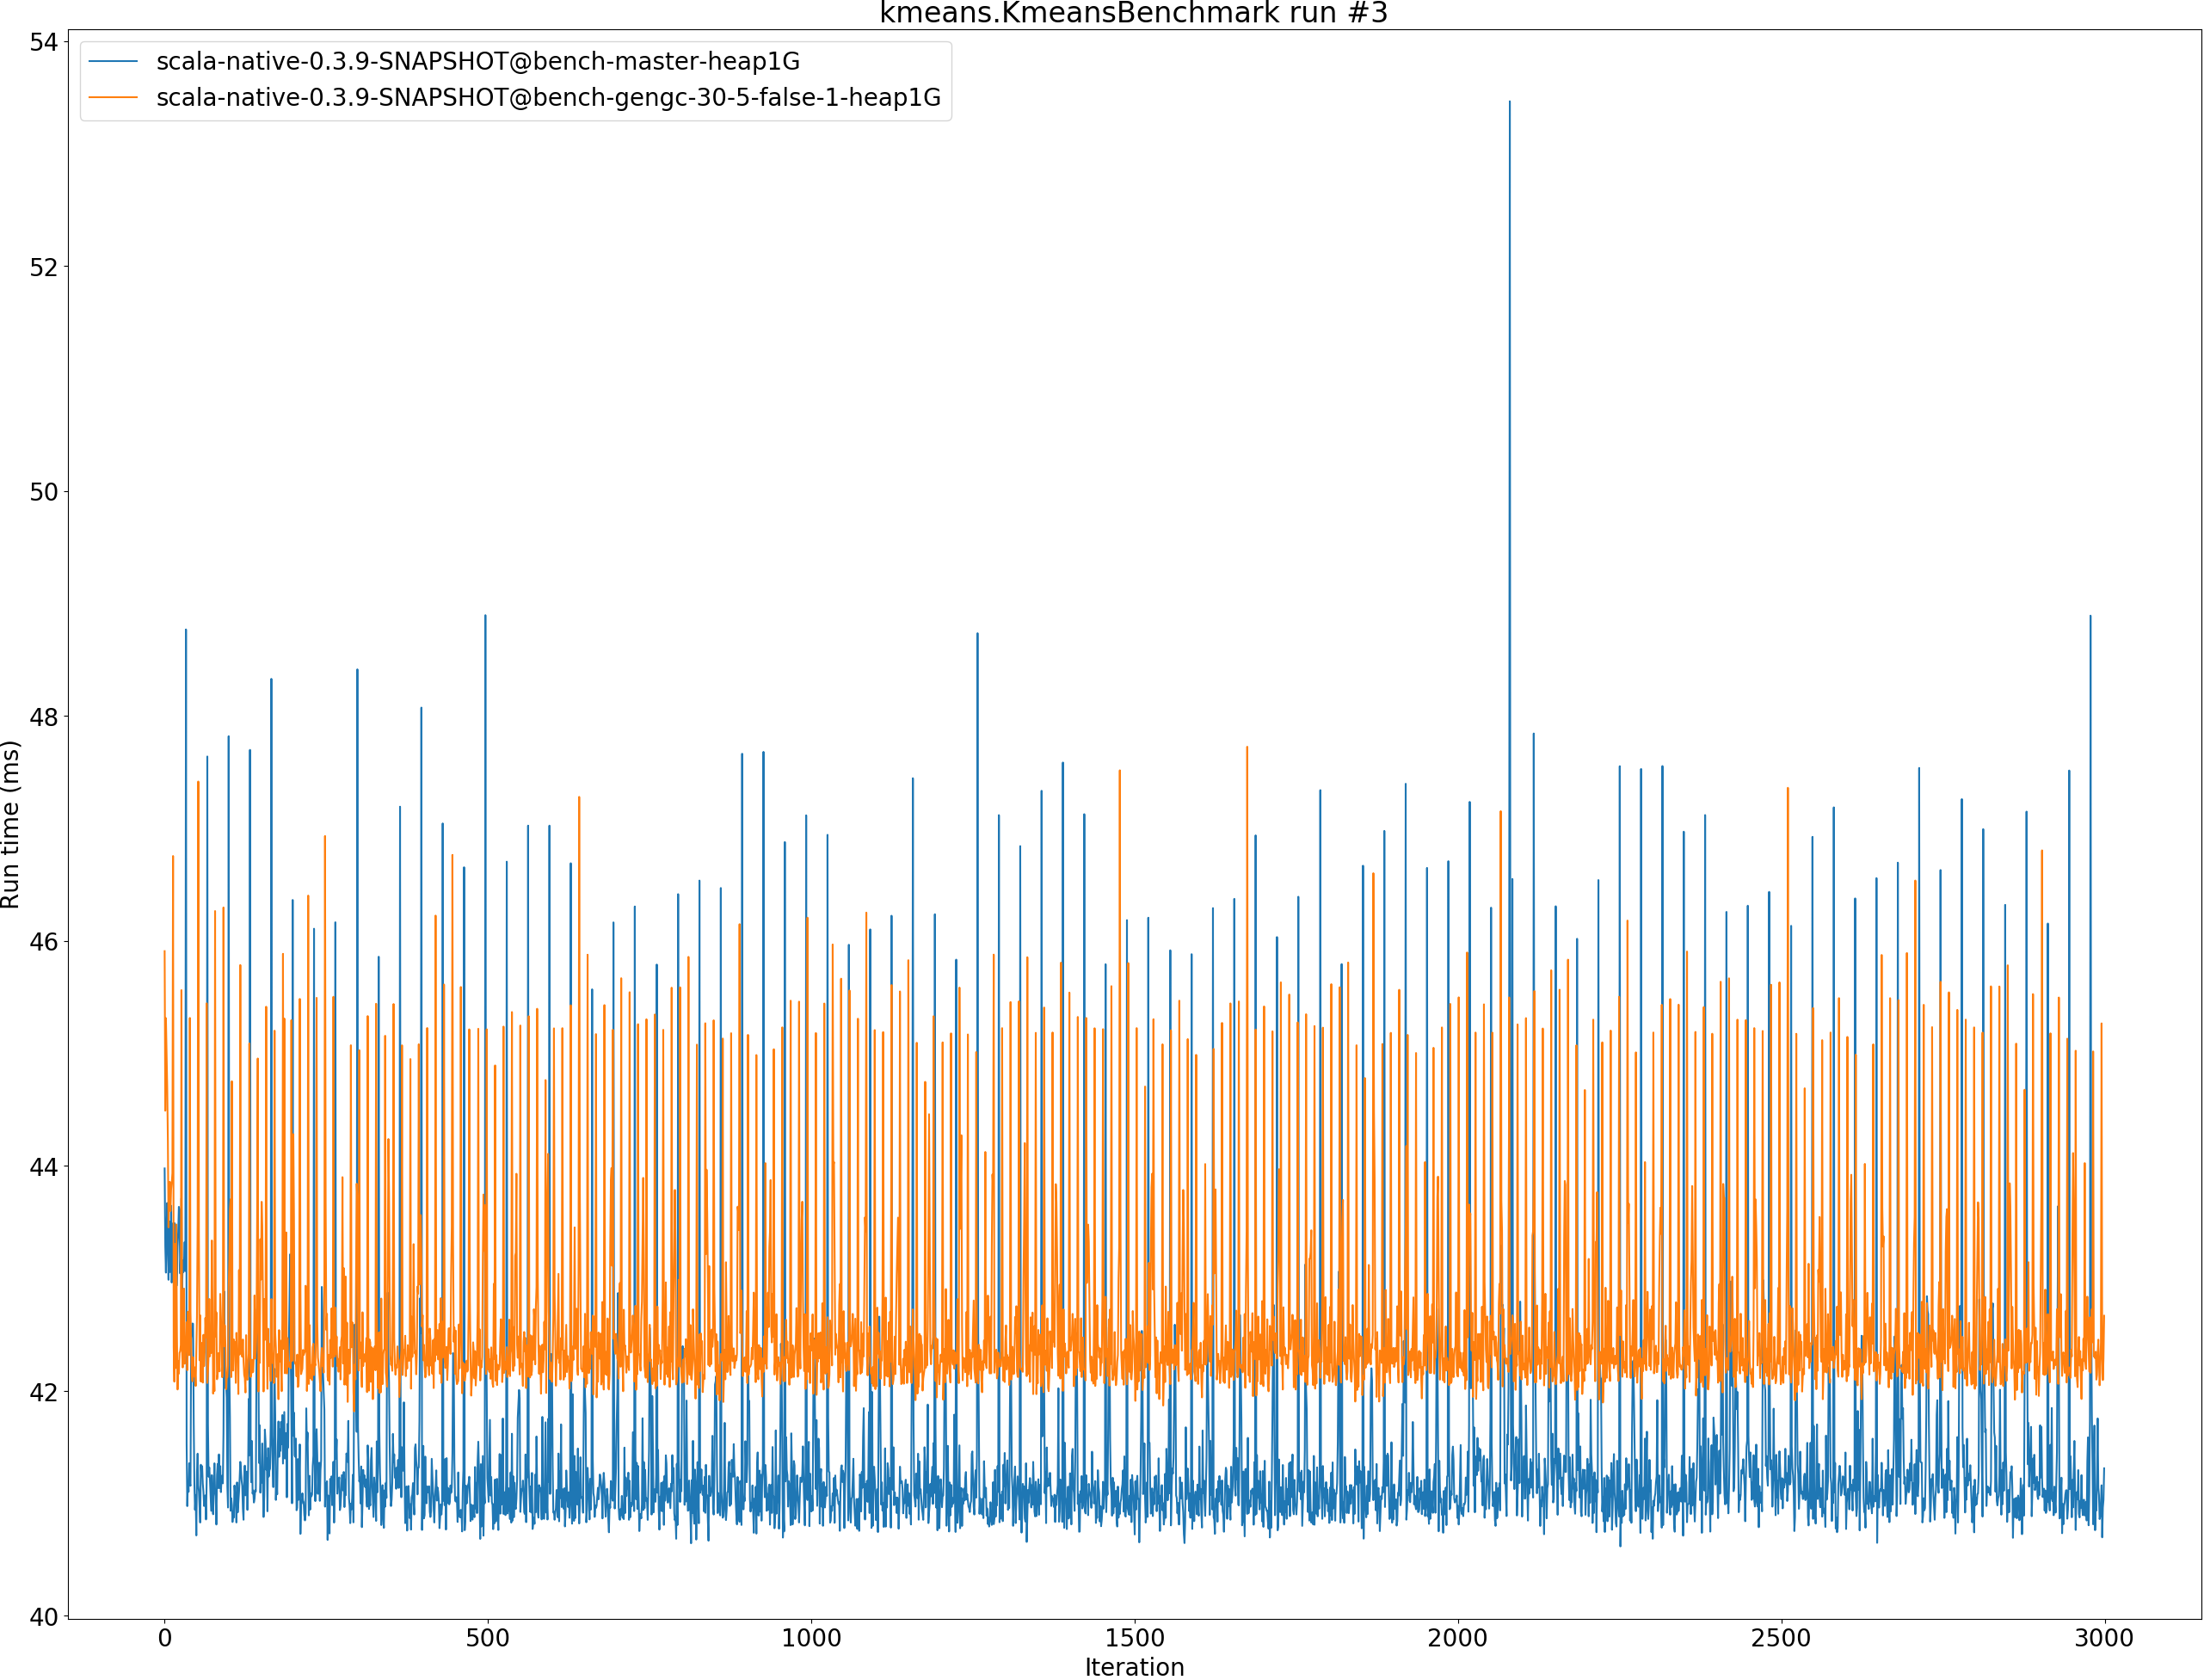 kmeans.KmeansBenchmark run #3
scala-native-0.3.9-SNAPSHOT@bench-master-heap1G
scala-native-0.3.9-SNAPSHOT@bench-gengc-30-5-false-1-heap1G
Run time (ms)
54
52
50
48
46
44
42
40
0 500 1000 1500 2000 2500 3000
Iteration